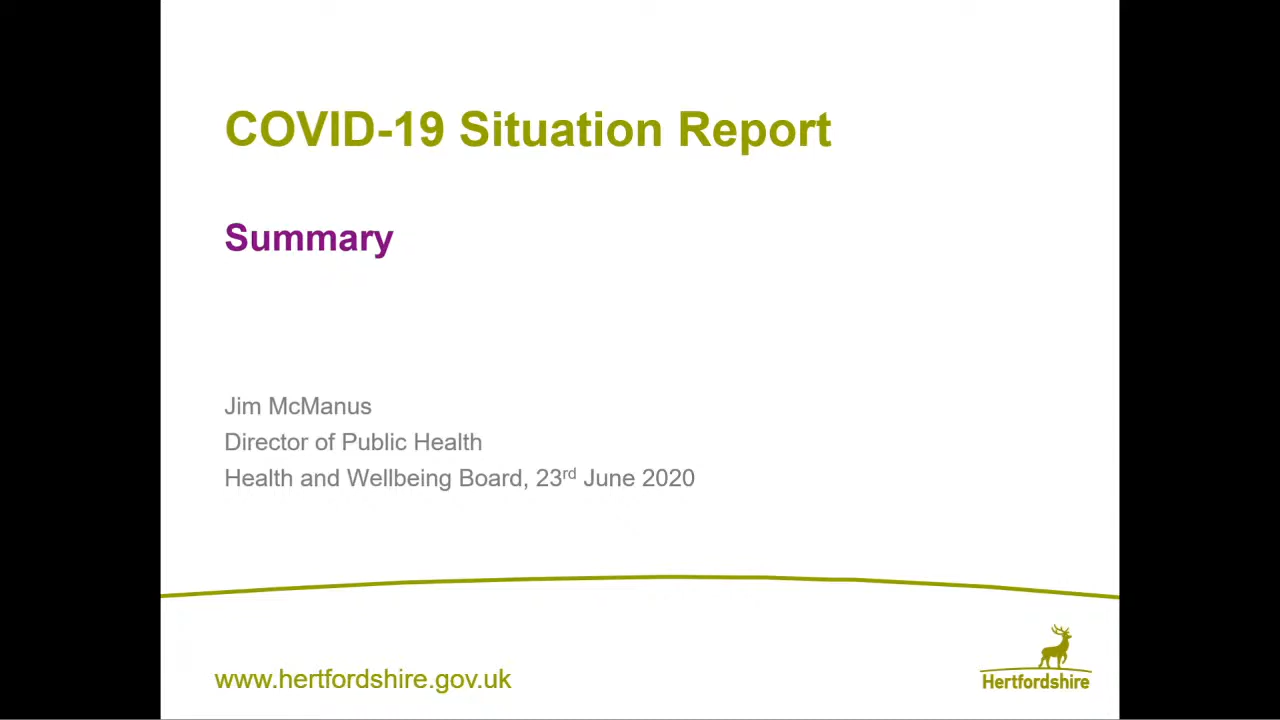 COVID-19 Situation Report
Summary
Jim McManus
Director of Public Health
Health and Wellbeing Board, 23rd June 2020
www.hertfordshire.gov.uk
Hertfordshire